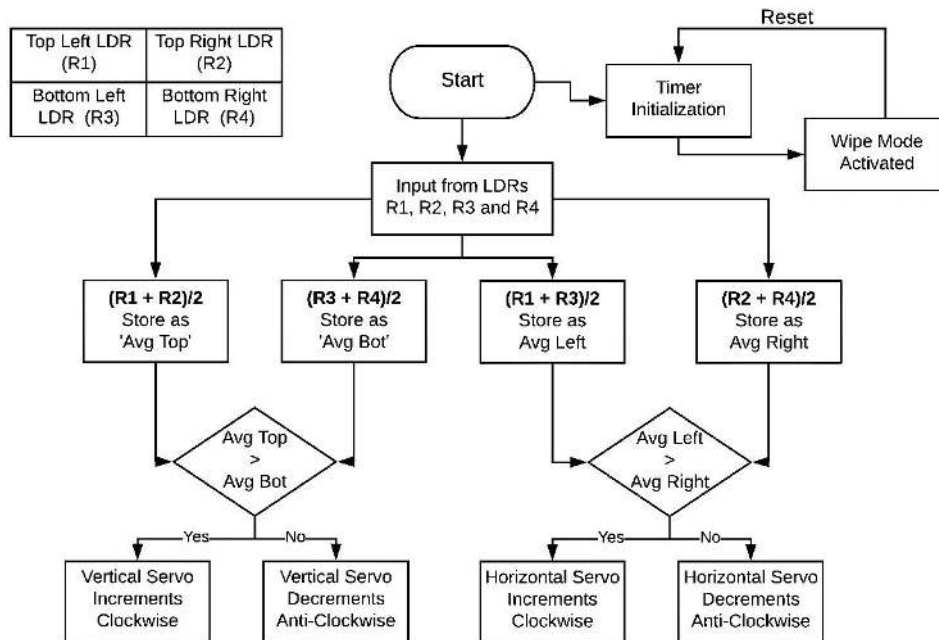 Top Left LDR
(R1)
Top Right LDR
(R2)
Bottom Left
LDR (R3)
Bottom Right
LDR (R4)
Start
Reset
Timer
Initialization
Wipe Mode
Activated
Input from LDRs
R1, R2, R3 and R4
(R1 + R2)/2
Store as
'Avg Top'
(R3 + R4)/2
Store as
'Avg Bot'
(R1 + R3)/2
Store as
Avg Left
(R2 + R4)/2
Store as
Avg Right
Avg Top
>
Avg Bot
Avg Left
>
Avg Right
Yes
No
Yes
No
Vertical Servo
Increments
Clockwise
Vertical Servo
Decrements
Anti-Clockwise
Horizontal Servo
Increments
Clockwise
Horizontal Servo
Decrements
Anti-Clockwise